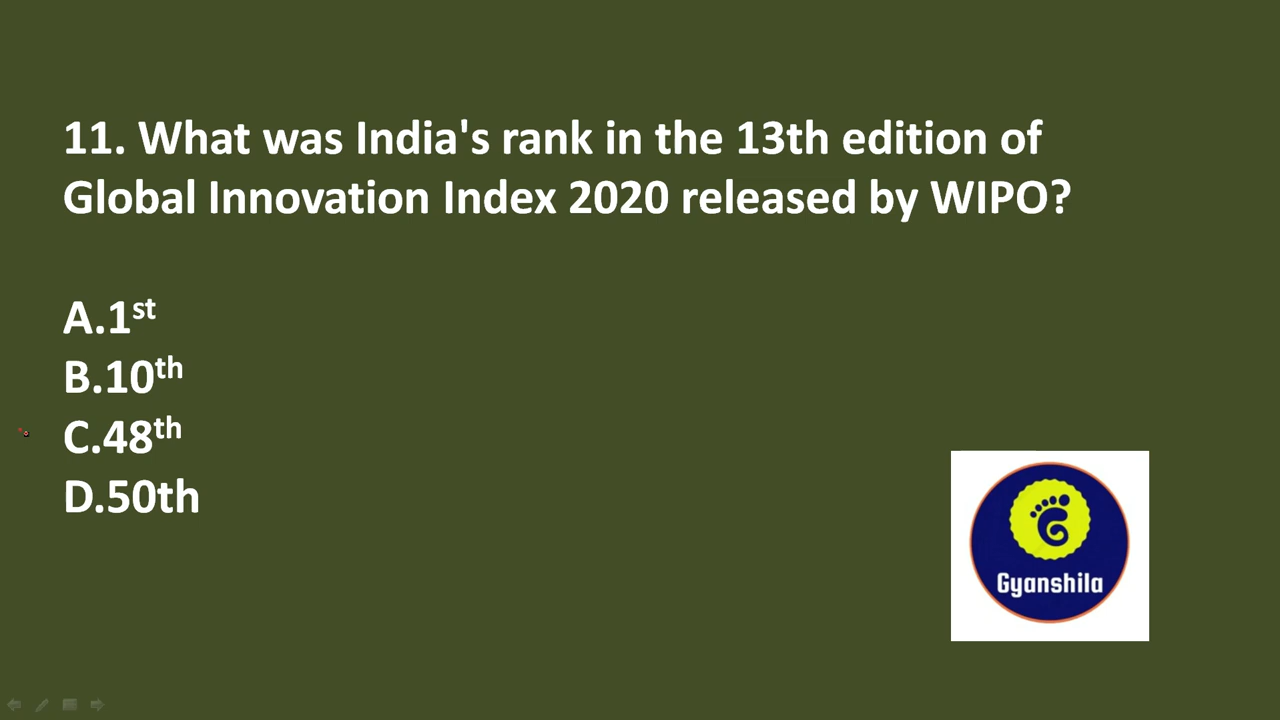 11. What was India's rank in the 13th edition of
Global Innovation Index 2020 released by WIPO?
A.1st
B.10th
C.48th
D.50th
Gyanshila